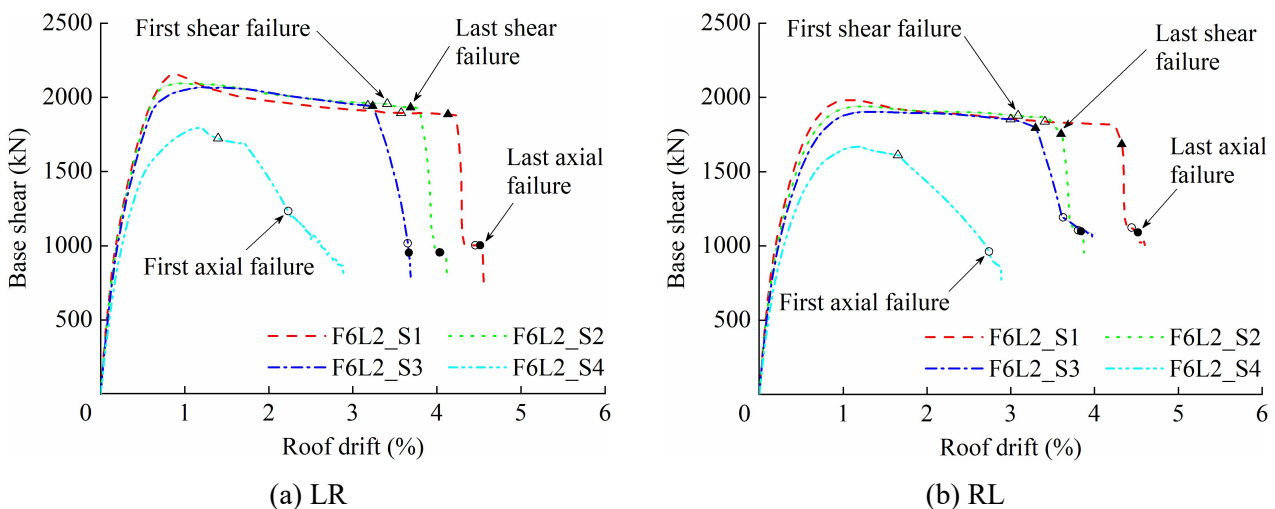 2500
2000
1500
1000
500
0
1
2
3
4
5
6
Base shear (kN)
Roof drift (%)
First shear failure
Last shear
failure
Last axial
failure
First axial failure
F6L2_S1
F6L2_S2
F6L2_S3
F6L2_S4
(a) LR
2500
2000
1500
1000
500
0
1
2
3
4
5
6
Base shear (kN)
Roof drift (%)
First shear failure
Last shear
failure
Last axial
failure
First axial failure
F6L2_S1
F6L2_S2
F6L2_S3
F6L2_S4
(b) RL